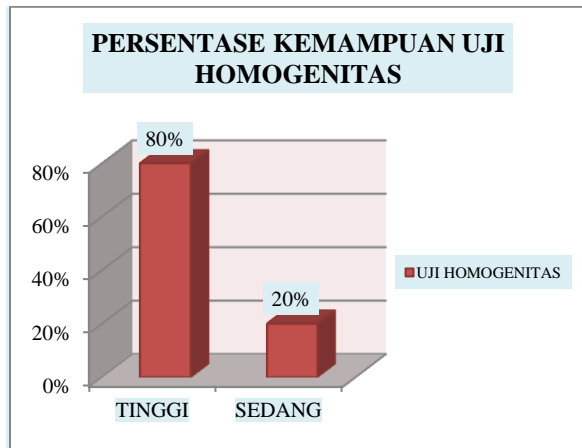 PERSENTASE KEMAMPUAN UJI
HOMOGENITAS
80%
80%
60%
40%
20%
0%
20%
TINGGI
SEDANG
UJI HOMOGENITAS